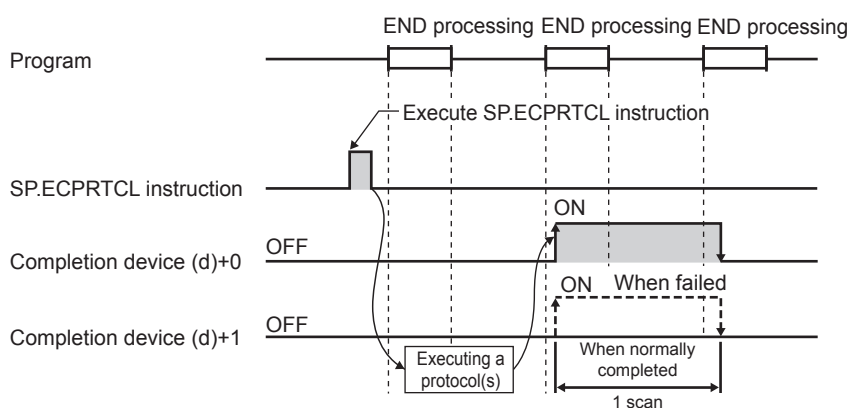 END processing END processing END processing
Program
Execute SP.ECPRTCL instruction
SP.ECPRTCL instruction
ON
OFF
Completion device (d)+0
ON When failed
OFF
Completion device (d)+1
Executing a
protocol(s)
When normally
completed
1 scan